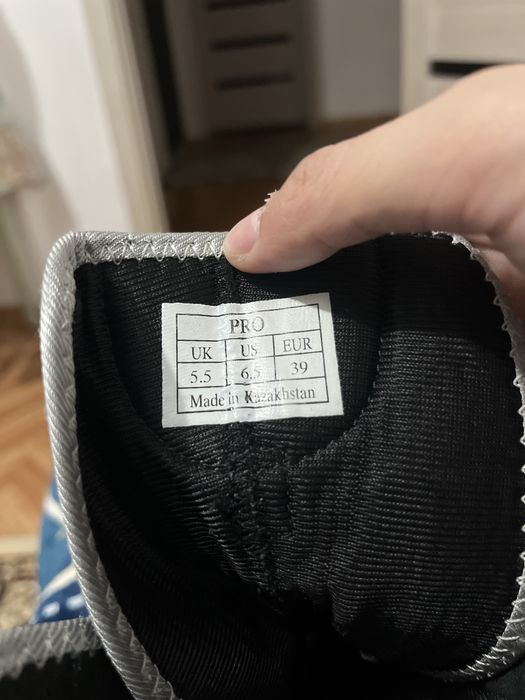 PRO
UK US EUR
5.5 6.5 39
Made in Kazakhstan